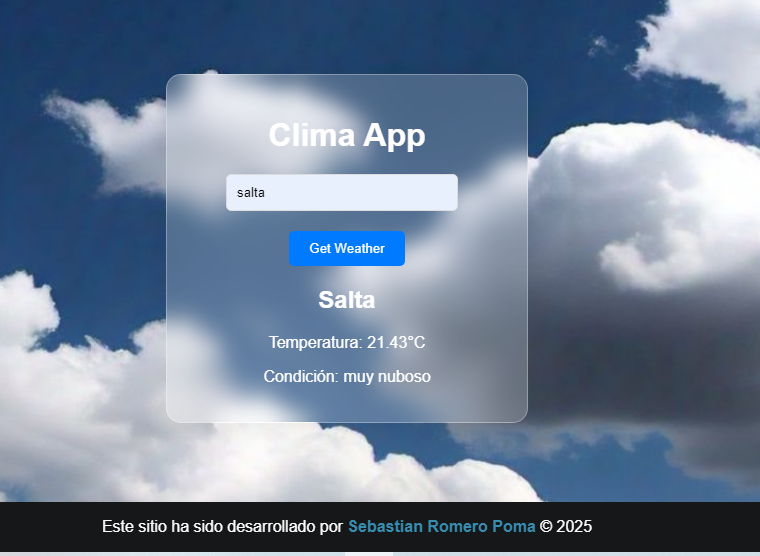 Clima App
salta
Get Weather
Salta
Temperatura: 21.43°C
Condición: muy nuboso
Este sitio ha sido desarrollado por Sebastian Romero Poma © 2025